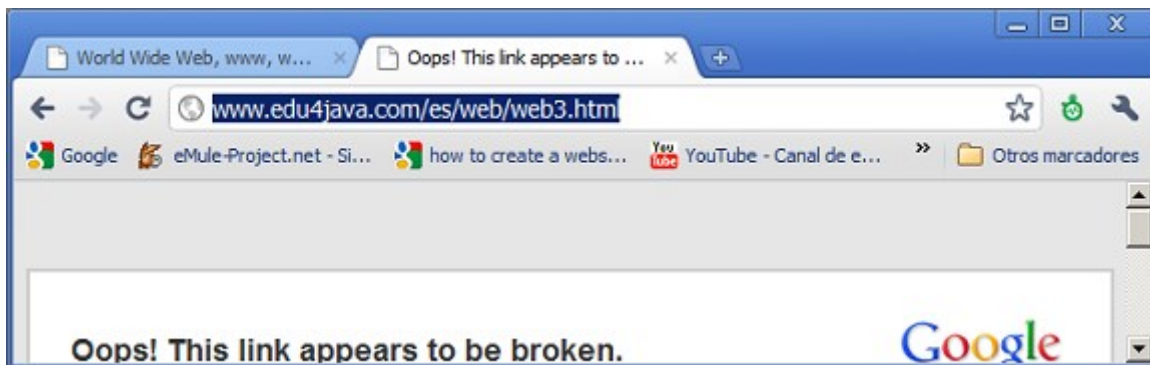 World Wide Web, www, w... Oops! This link appears to ...
www.edu4java.com/es/web/web3.html
Google eMule-Project.net - Si... how to create a webs... You Tube YouTube - Canal de e... » Otros marcadores
Oops! This link appears to be broken. Google